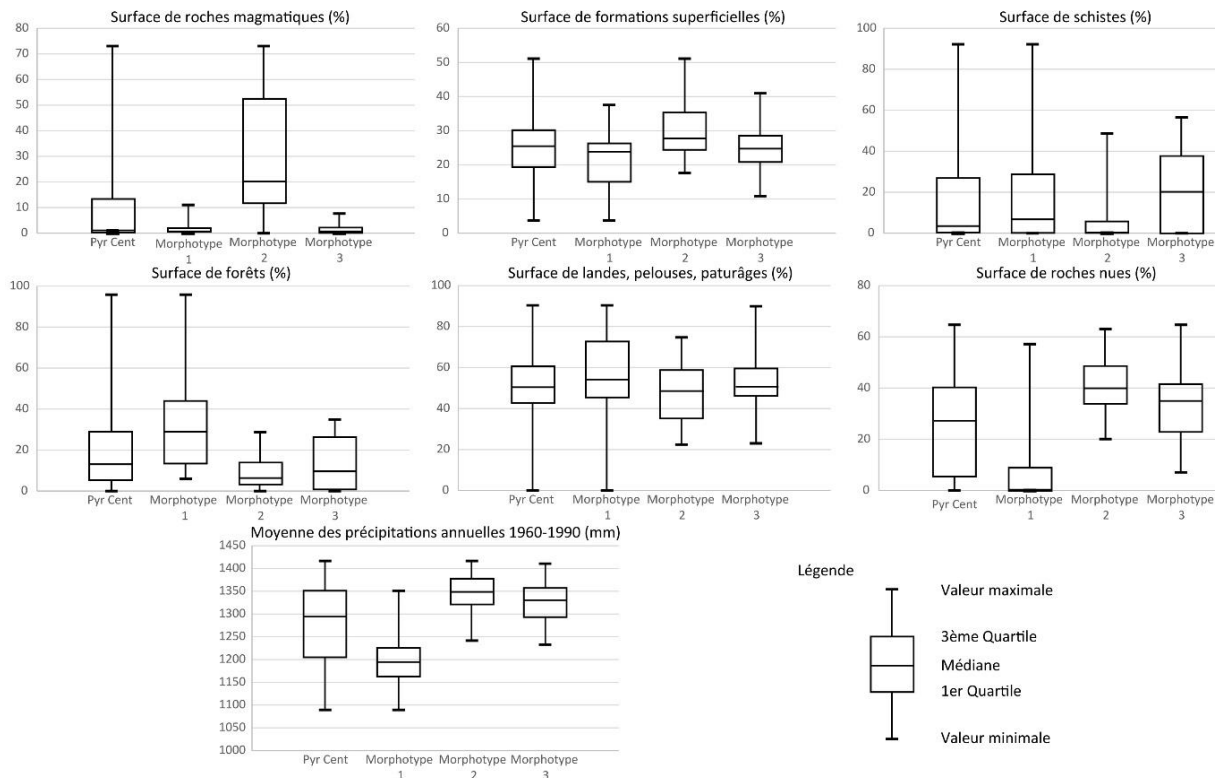 Surface de roches magmatiques (%)
80
70
60
50
40
30
20
10
0
Pyr Cent
Morphotype
1
Morphotype
2
Morphotype
3
Surface de formations superficielles (%)
60
50
40
30
20
10
0
Pyr Cent
Morphotype
1
Morphotype
2
Morphotype
3
Surface de schistes (%)
100
80
60
40
20
0
Pyr Cent
Morphotype
1
Morphotype
2
Morphotype
3
Surface de forêts (%)
100
80
60
40
20
0
Pyr Cent
Morphotype
1
Morphotype
2
Morphotype
3
Surface de landes, pelouses, paturâges (%)
100
80
60
40
20
0
Pyr Cent
Morphotype
1
Morphotype
2
Morphotype
3
Surface de roches nues (%)
80
60
40
20
0
Pyr Cent
Morphotype
1
Morphotype
2
Morphotype
3
Moyenne des précipitations annuelles 1960-1990 (mm)
1450
1400
1350
1300
1250
1200
1150
1100
1050
1000
Pyr Cent
Morphotype
1
Morphotype
2
Morphotype
3
Légende
Valeur maximale
3ème Quartile
Médiane
1er Quartile
Valeur minimale